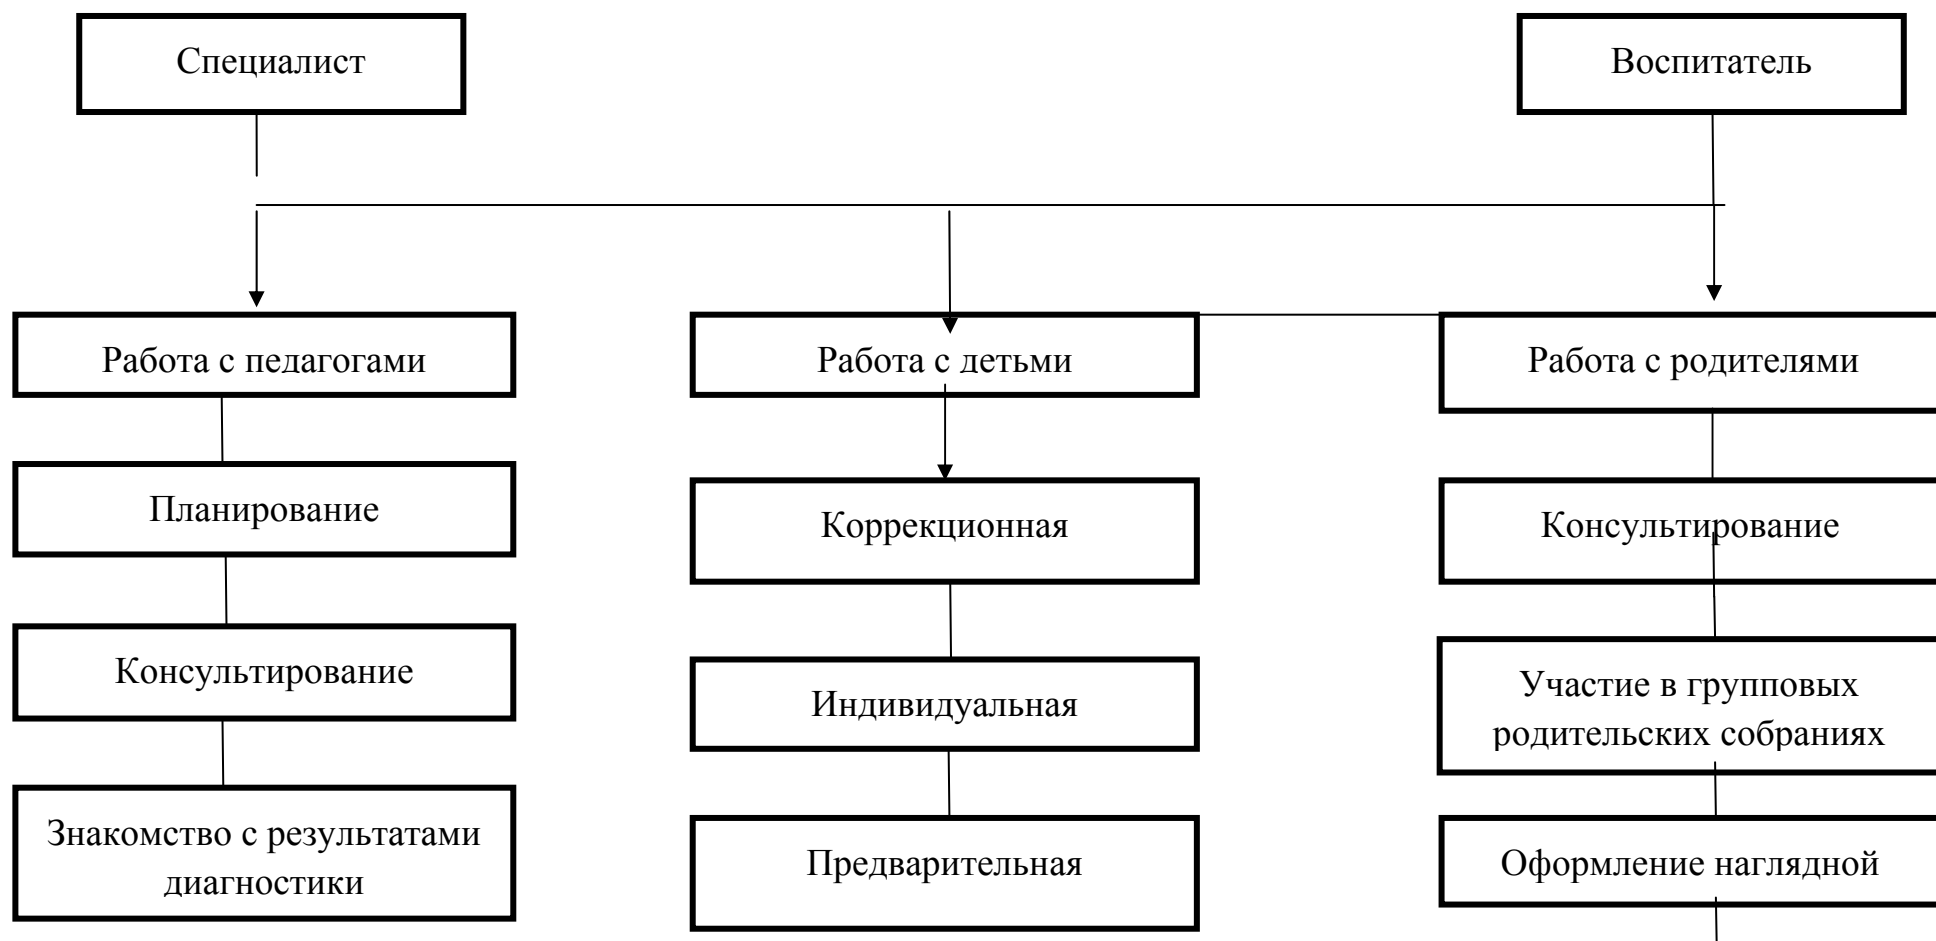 Специалист
Воспитатель
Работа с педагогами
Работа с детьми
Работа с родителями
Планирование
Коррекционная
Консультирование
Консультирование
Индивидуальная
Участие в групповых
родительских собраниях
Знакомство с результатами
диагностики
Предварительная
Оформление наглядной